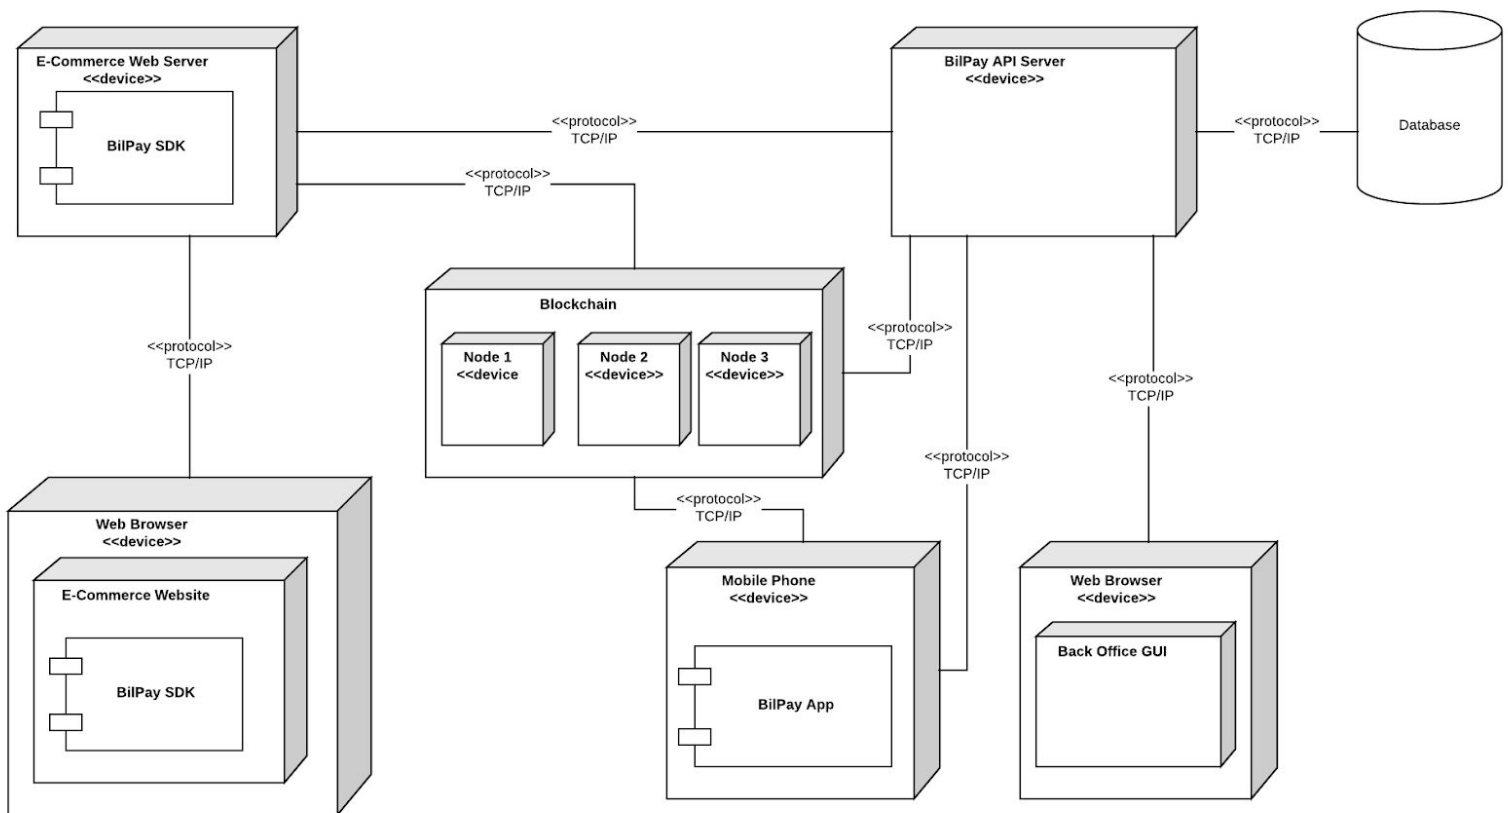 E-Commerce Web Server
<<device>>
BilPay SDK
<<protocol>>
TCP/IP
<<protocol>>
TCP/IP
BilPay API Server
<<device>>
<<protocol>>
TCP/IP
Database
<<protocol>>
TCP/IP
Blockchain
Node 1
<<device
Node 2
<<device>>
Node 3
<<device>>
<<protocol>>
TCP/IP
<<protocol>>
TCP/IP
<<protocol>>
TCP/IP
<<protocol>>
TCP/IP
Web Browser
<<device>>
E-Commerce Website
BilPay SDK
Mobile Phone
<<device>>
BilPay App
Web Browser
<<device>>
Back Office GUI